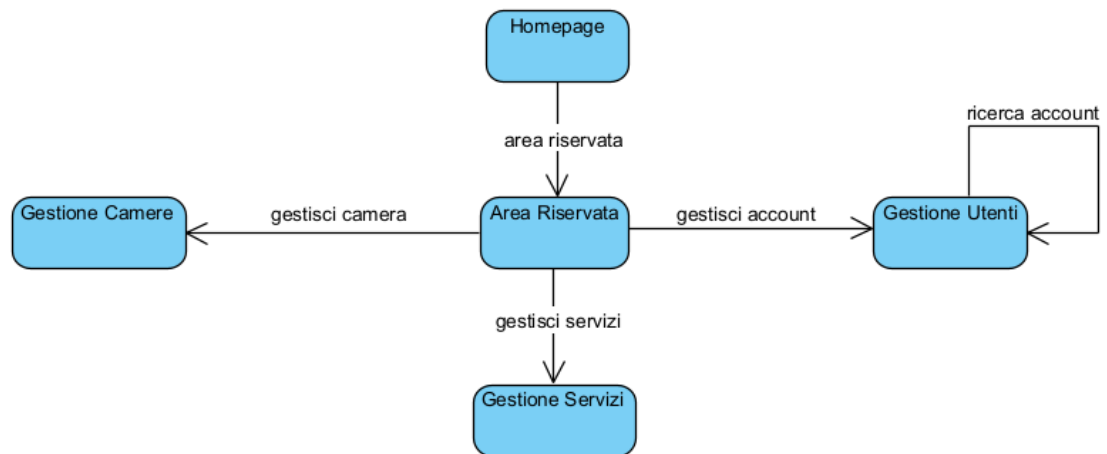 Homepage
ricerca account
area riservata
Gestione Camere
gestisci camera
Area Riservata
gestisci account
Gestione Utenti
gestisci servizi
Gestione Servizi